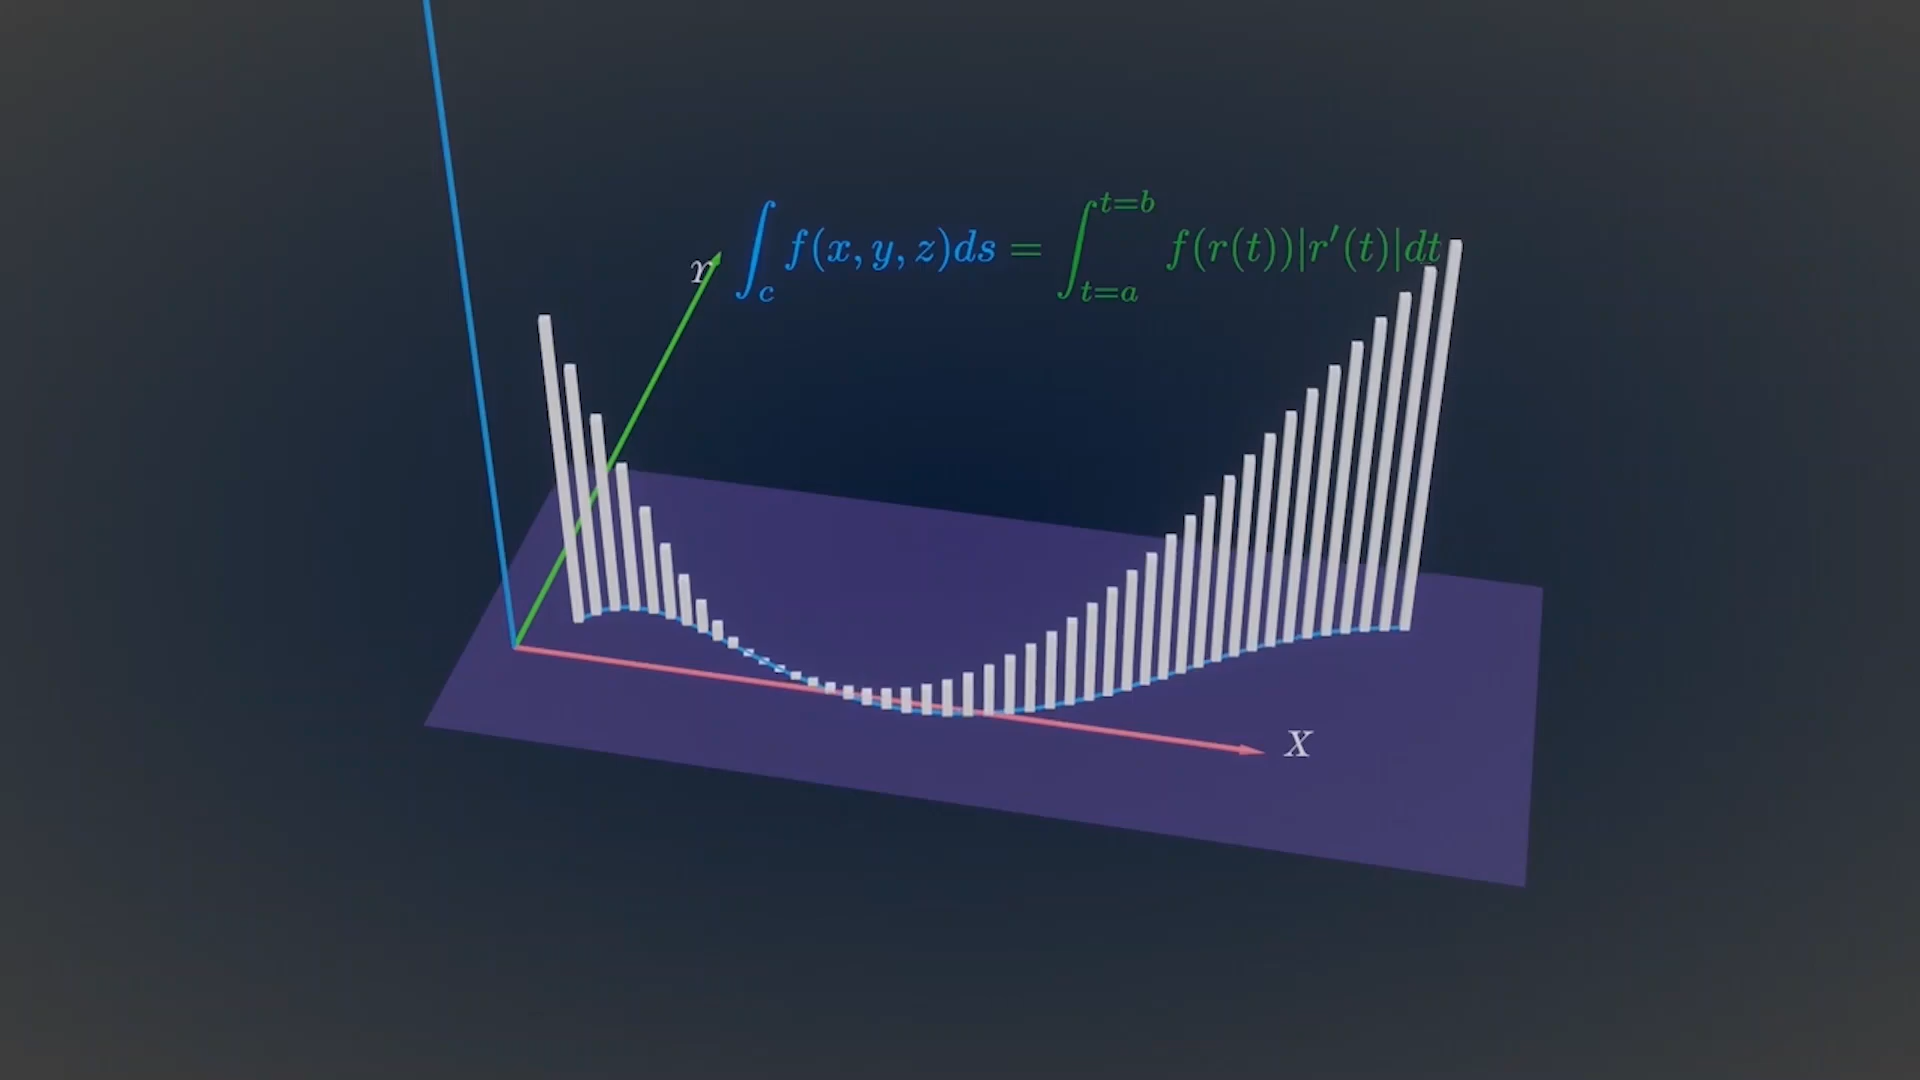 ∫_c f(x, y, z)ds = ∫_{t=a}^{t=b} f(r(t))|r′(t)|dt
Y
X